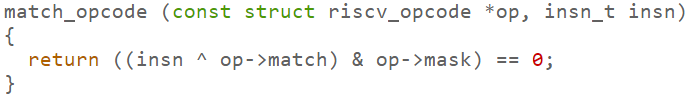 match_opcode (const struct riscv_opcode *op, insn_t insn)
{
  return ((insn ^ op->match) & op->mask) == 0;
}